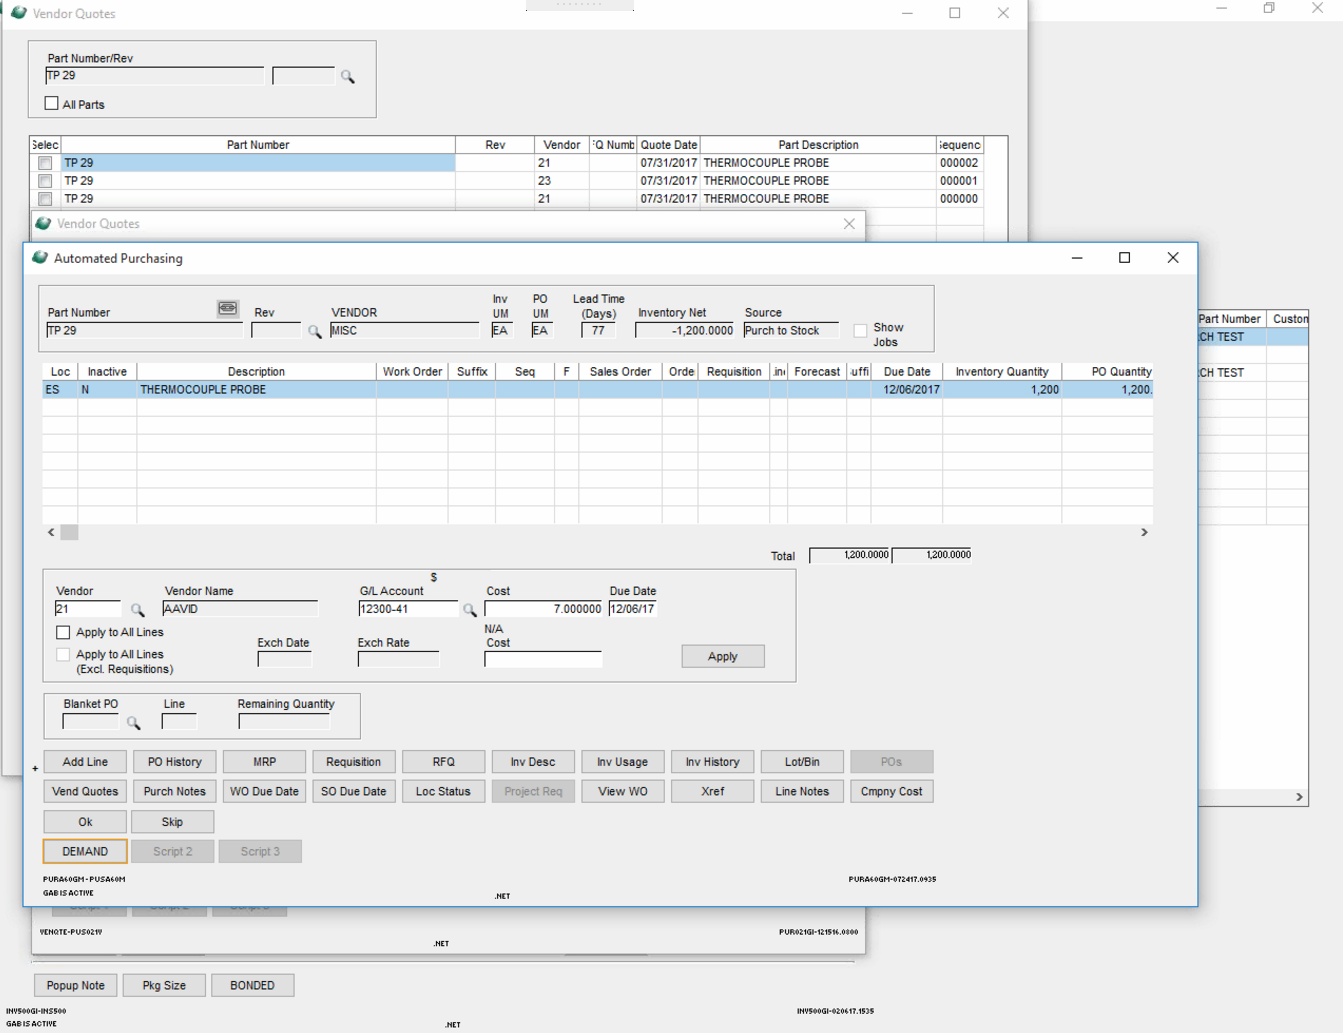 Vendor Quotes
Part Number/Rev
TP 29
All Parts
Selec Part Number Rev Vendor Quote Date Part Description
TP 29 21 07/31/2017 THERMOCOUPLE PROBE 000002
TP 29 23 07/31/2017 THERMOCOUPLE PROBE 000001
TP 29 21 07/31/2017 THERMOCOUPLE PROBE 000000
Vendor Quotes
Automated Purchasing
Part Number Rev VENDOR Inv UM PO UM Lead Time (Days) Inventory Net Source
TP 29 MISC EA EA 77 -1,200.0000 Purch to Stock Show Jobs
Part Number Custom
CH TEST
CH TEST
Loc Inactive Description Work Order Suffix Seq F Sales Order Orde Requisition Forecast Due Date Inventory Quantity PO Quantity
ES N THERMOCOUPLE PROBE 12/06/2017 1,200 1,200.
Total 1,200.0000 1,200.0000
$
Vendor Vendor Name G/L Account Cost Due Date
21 AAVID 12300-41 7.000000 12/06/17
Apply to All Lines
Apply to All Lines
(Excl. Requisitions)
Exch Date Exch Rate N/A Cost
Apply
Blanket PO Line Remaining Quantity
+ Add Line PO History MRP Requisition RFQ Inv Desc Inv Usage Inv History Lot/Bin POs
Vend Quotes Purch Notes WO Due Date SO Due Date Loc Status Project Req View WO Xref Line Notes Cmpny Cost
Ok Skip
DEMAND Script 2 Script 3
PURA60GM - PUSA60M PURA60GM-072417.0935
GAB IS ACTIVE
.NET
VENQTE-PUS021V PUR021GI-121516.0800
.NET
Popup Note Pkg Size BONDED
INV500GI-INS500 INV500GI-020617.1535
GAB IS ACTIVE
.NET